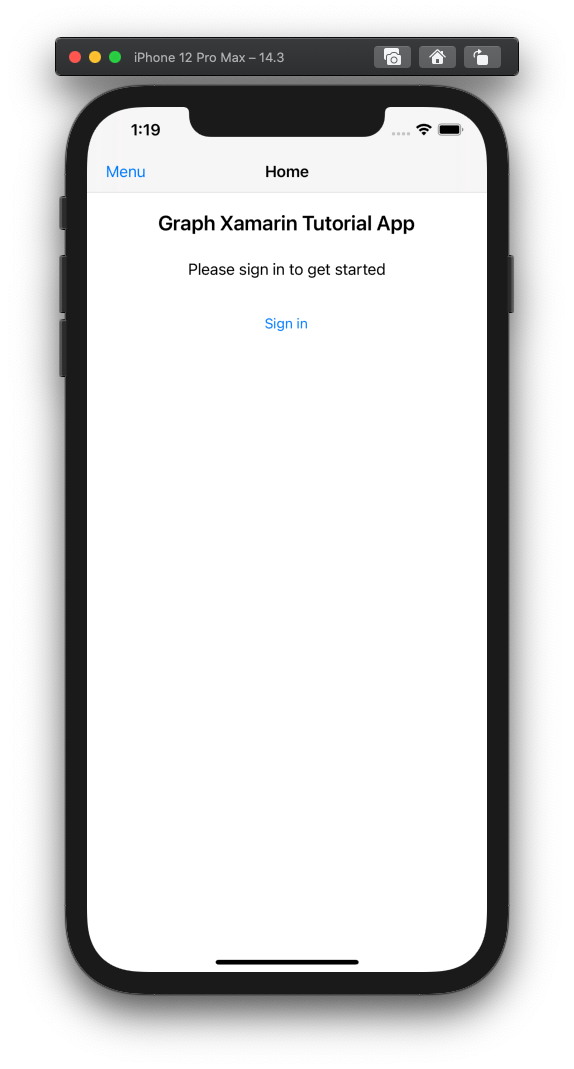 iPhone 12 Pro Max – 14.3
1:19
Menu Home
Graph Xamarin Tutorial App
Please sign in to get started
Sign in